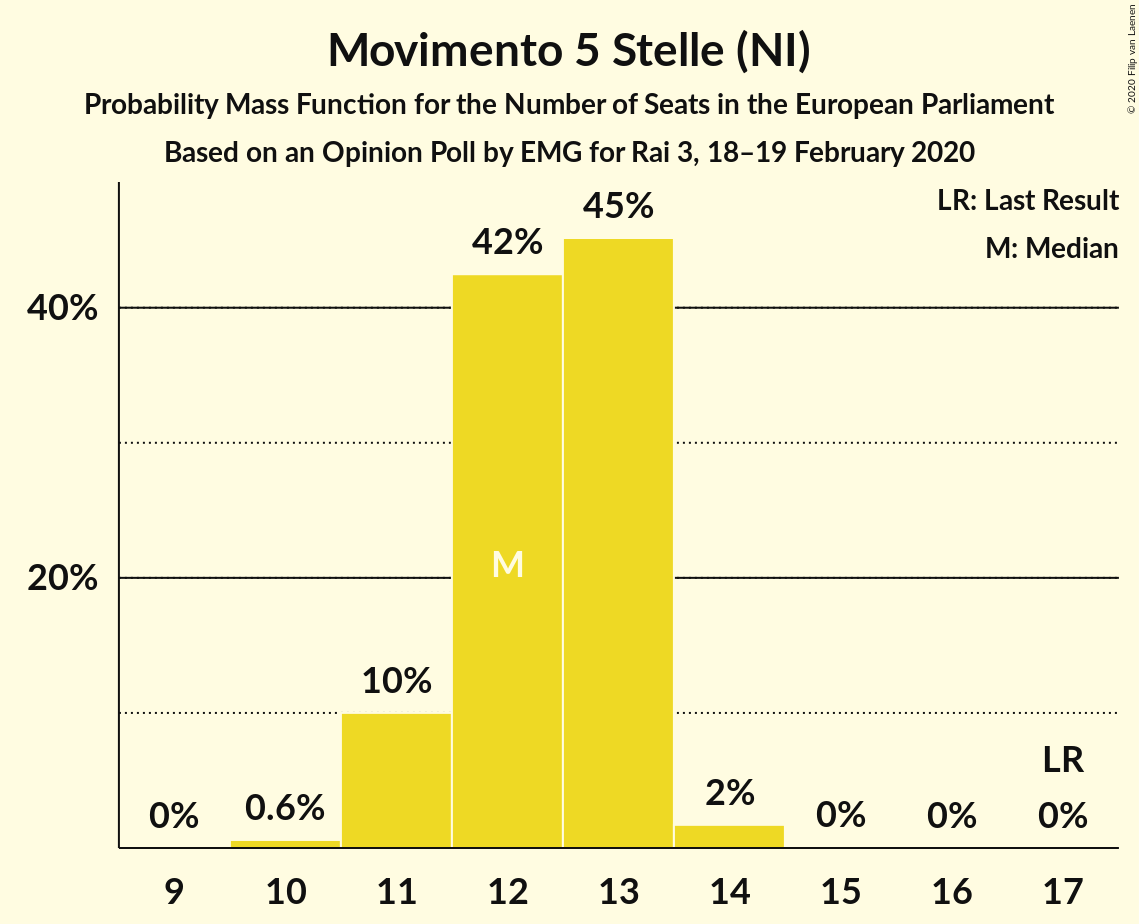 Movimento 5 Stelle (NI)
Probability Mass Function for the Number of Seats in the European Parliament
Based on an Opinion Poll by EMG for Rai 3, 18–19 February 2020
© 2020 Filip van Laenen
LR: Last Result
M: Median
45%
42%
40%
M
20%
10%
LR
0%
0.6%
2%
0%
0%
0%
9 10 11 12 13 14 15 16 17